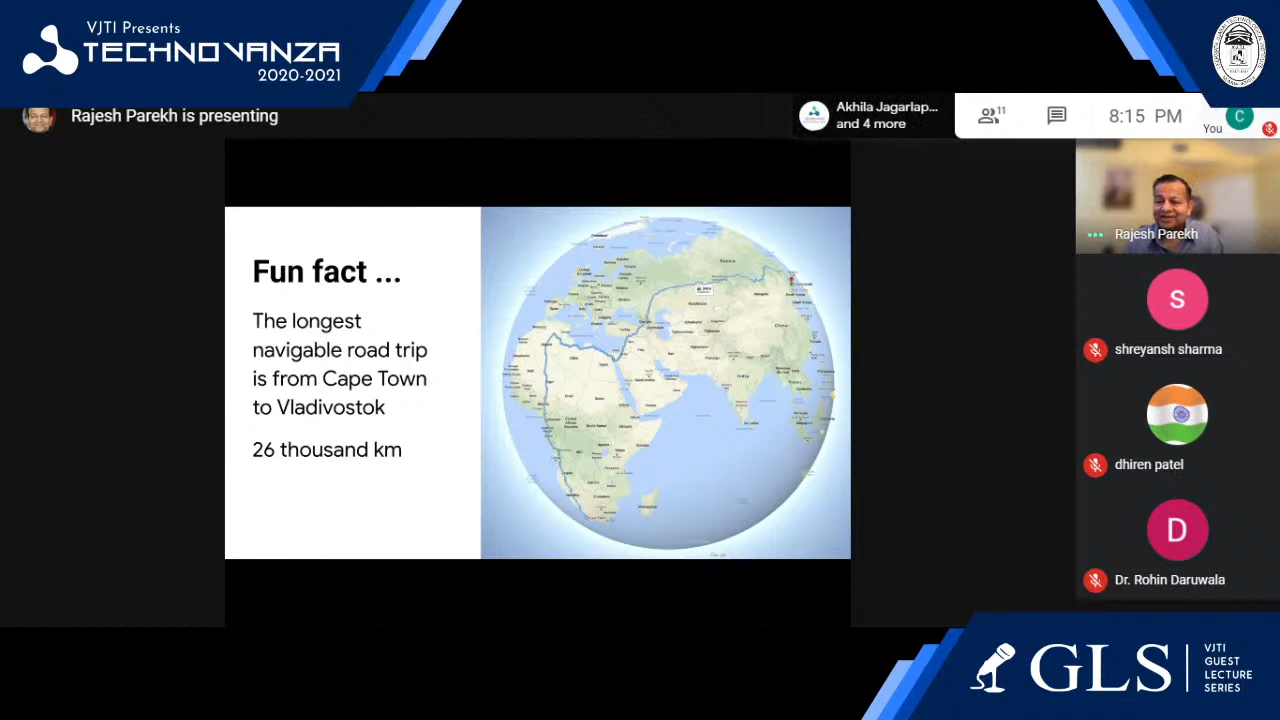 VJTI Presents
TECHNOVANZA
2020-2021
Rajesh Parekh is presenting
Akhila Jagarlap...
and 4 more
11
8:15 PM
You
C
Fun fact ...
The longest
navigable road trip
is from Cape Town
to Vladivostok
26 thousand km
India
China
Rajesh Parekh
S
shreyansh sharma
dhiren patel
D
Dr. Rohin Daruwala
GLS
VJTI
GUEST
LECTURE
SERIES